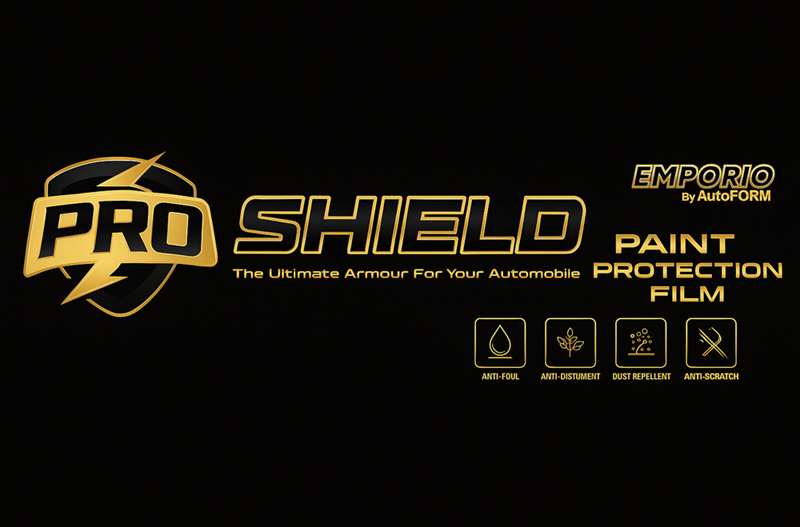 PRO
SHIELD
The Ultimate Armour For Your Automobile
EMPORIO
By AutoFORM
PAINT
PROTECTION
FILM
ANTI-FOUL
ANTI-DISTUMENT
DUST REPELLENT
ANTI-SCRATCH